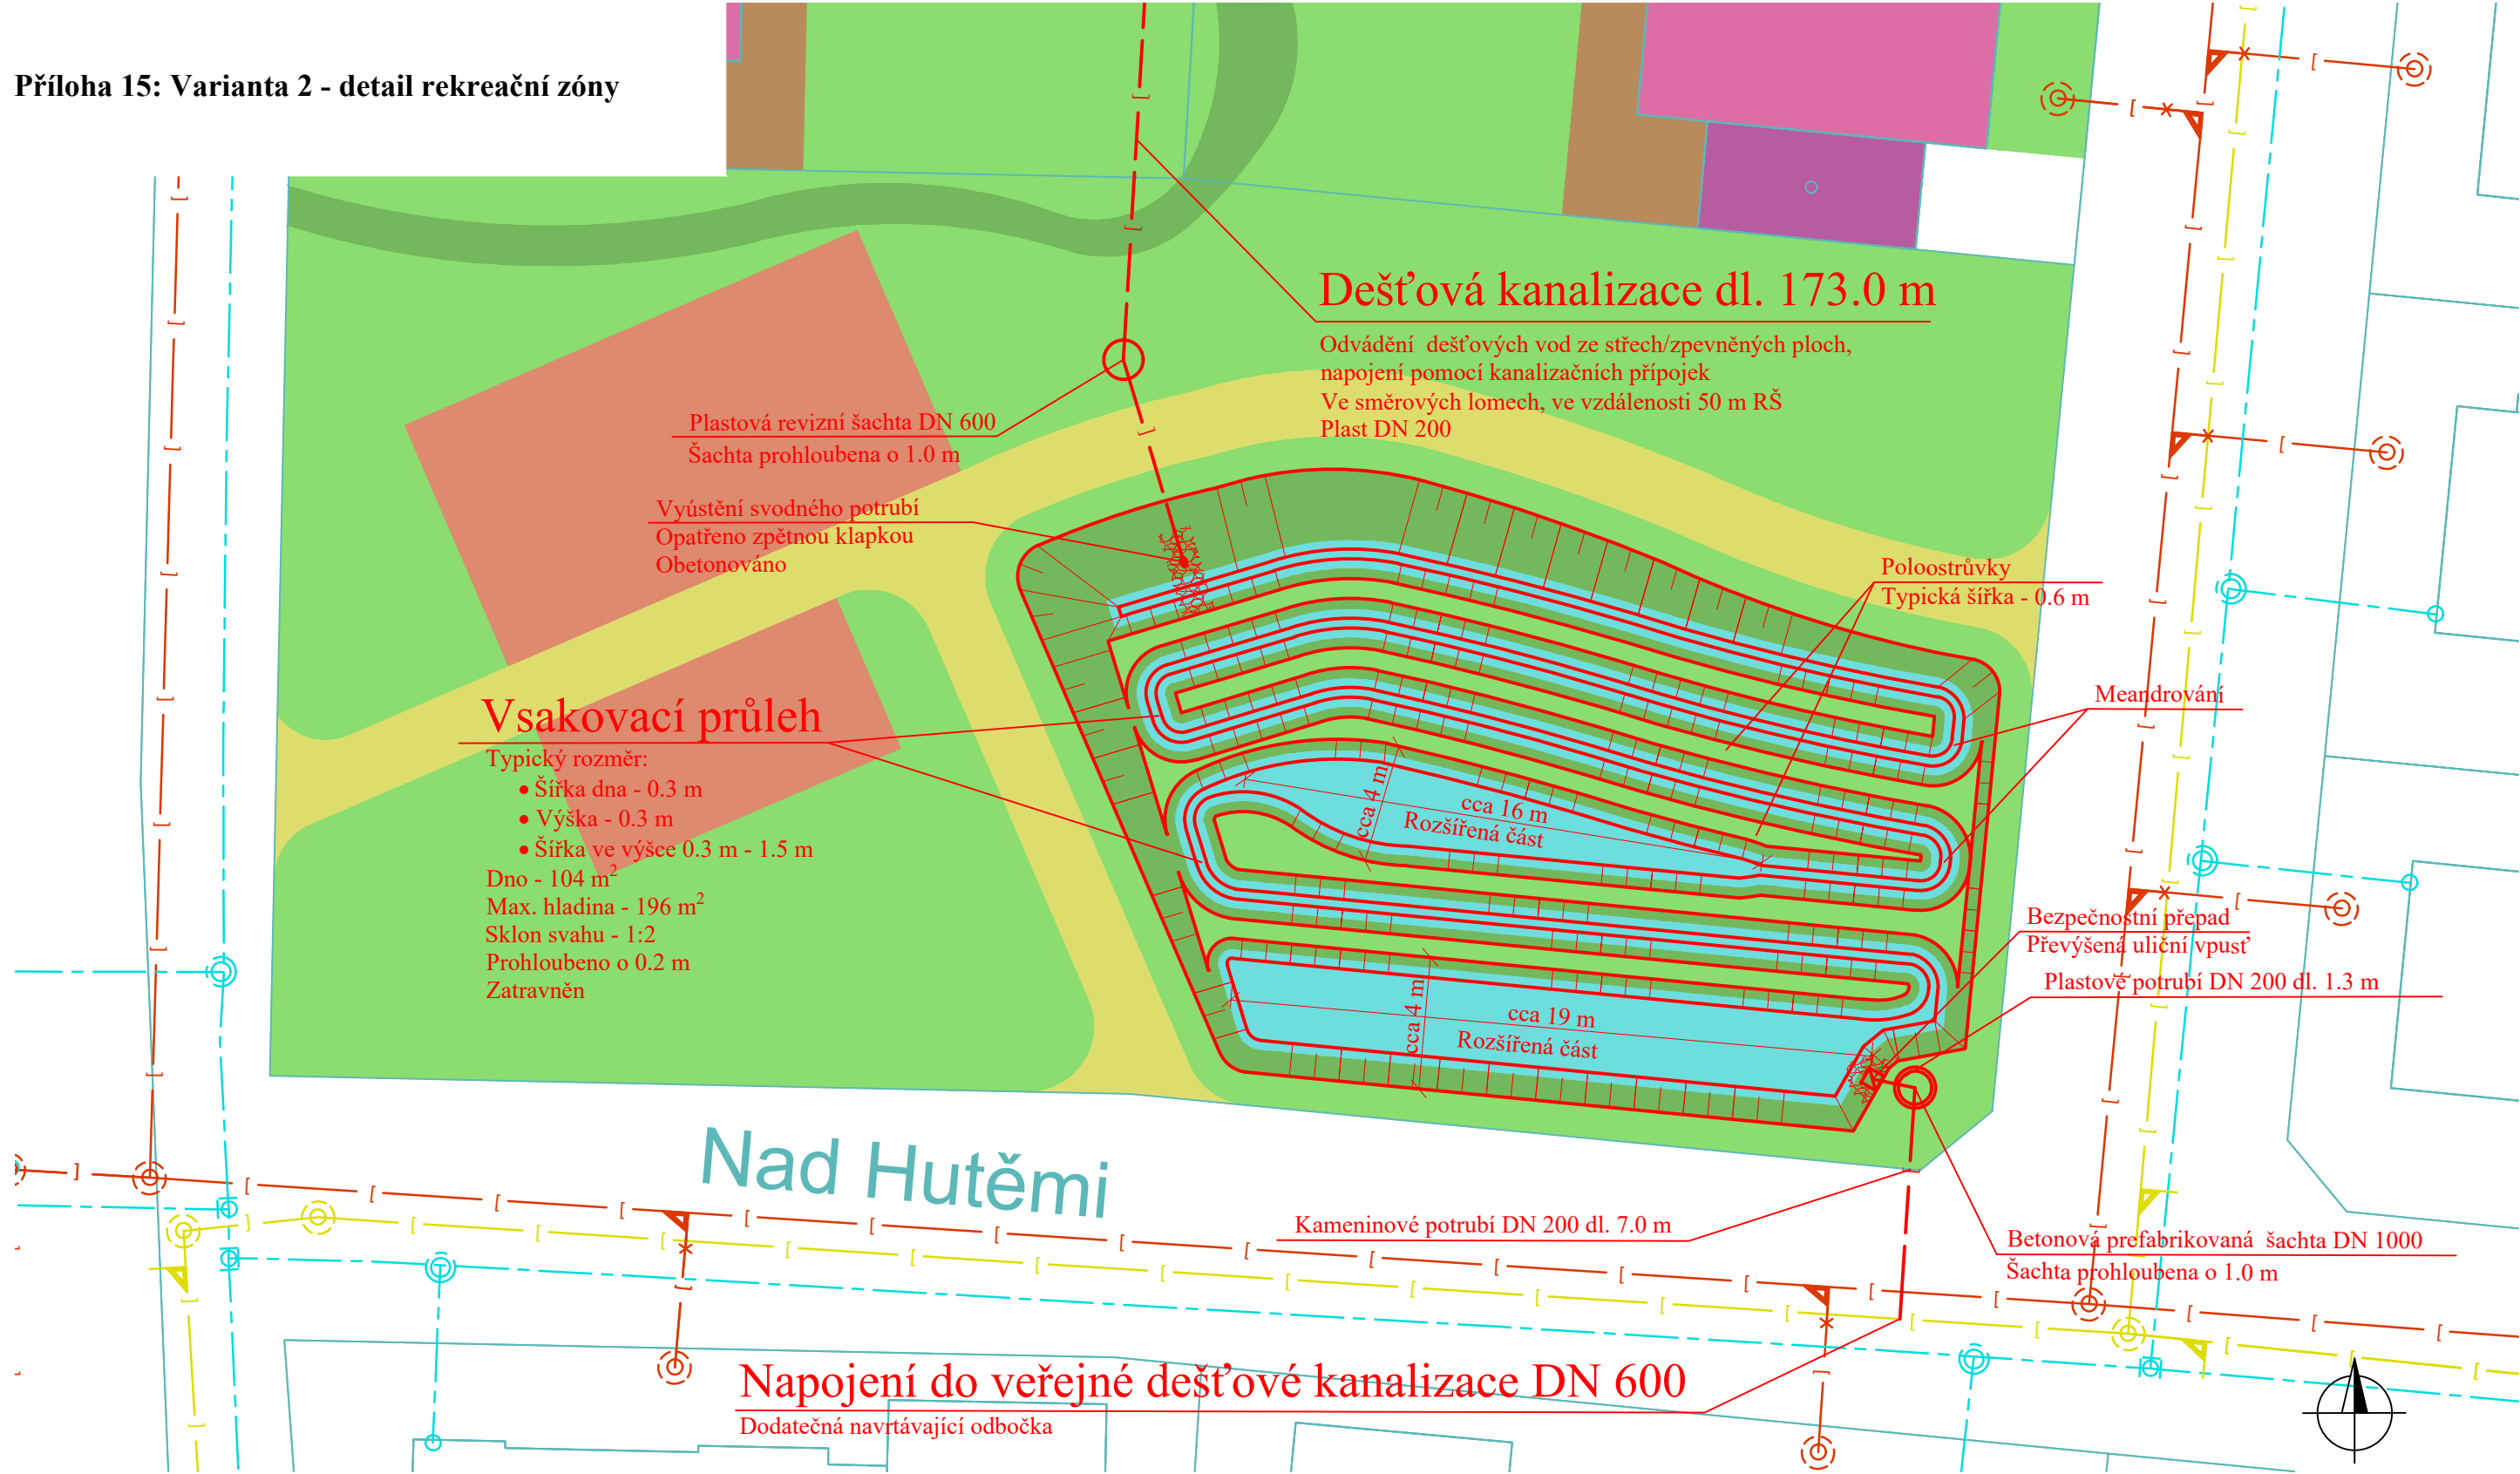 Příloha 15: Varianta 2 - detail rekreační zóny
Dešťová kanalizace dl. 173.0 m
Odvádění dešťových vod ze střech/zpevněných ploch,
napojení pomocí kanalizačních přípojek
Ve směrových lomech, ve vzdálenosti 50 m RŠ
Plast DN 200
Plastová revizní šachta DN 600
Šachta prohloubena o 1.0 m
Vyústění svodného potrubí
Opatřeno zpětnou klapkou
Obetonováno
Poloostrůvky
Typická šířka - 0.6 m
Meandrování
Vsakovací průleh
Typický rozměr:
• Šířka dna - 0.3 m
• Výška - 0.3 m
• Šířka ve výšce 0.3 m - 1.5 m
Dno - 104 m²
Max. hladina - 196 m²
Sklon svahu - 1:2
Prohloubeno o 0.2 m
Zatravněn
cca 4 m
cca 16 m
Rozšířená část
cca 4 m
cca 19 m
Rozšířená část
Bezpečnostní přepad
Převýšená uliční vpusť
Plastové potrubí DN 200 dl. 1.3 m
Nad Hutěmi
Kameninové potrubí DN 200 dl. 7.0 m
Betonová prefabrikovaná šachta DN 1000
Šachta prohloubena o 1.0 m
Napojení do veřejné dešťové kanalizace DN 600
Dodatečná navrtávající odbočka